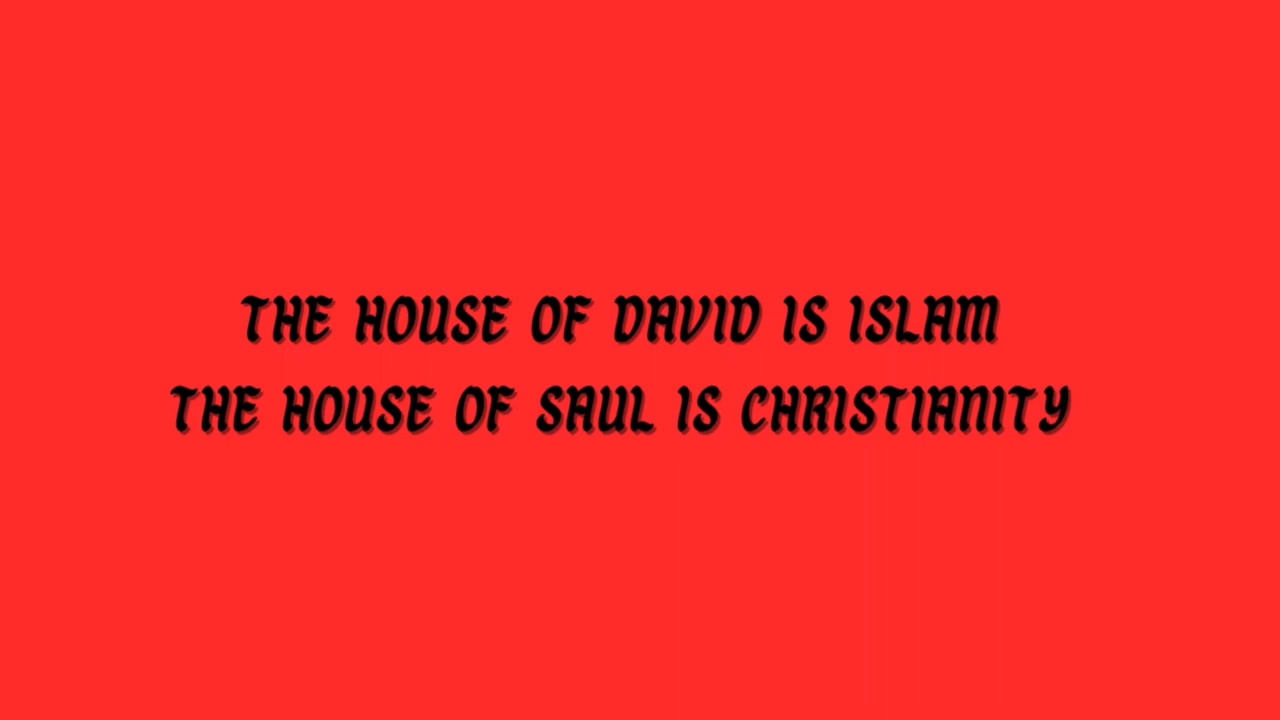 THE HOUSE OF DAVID IS ISLAM
THE HOUSE OF SAUL IS CHRISTIANITY